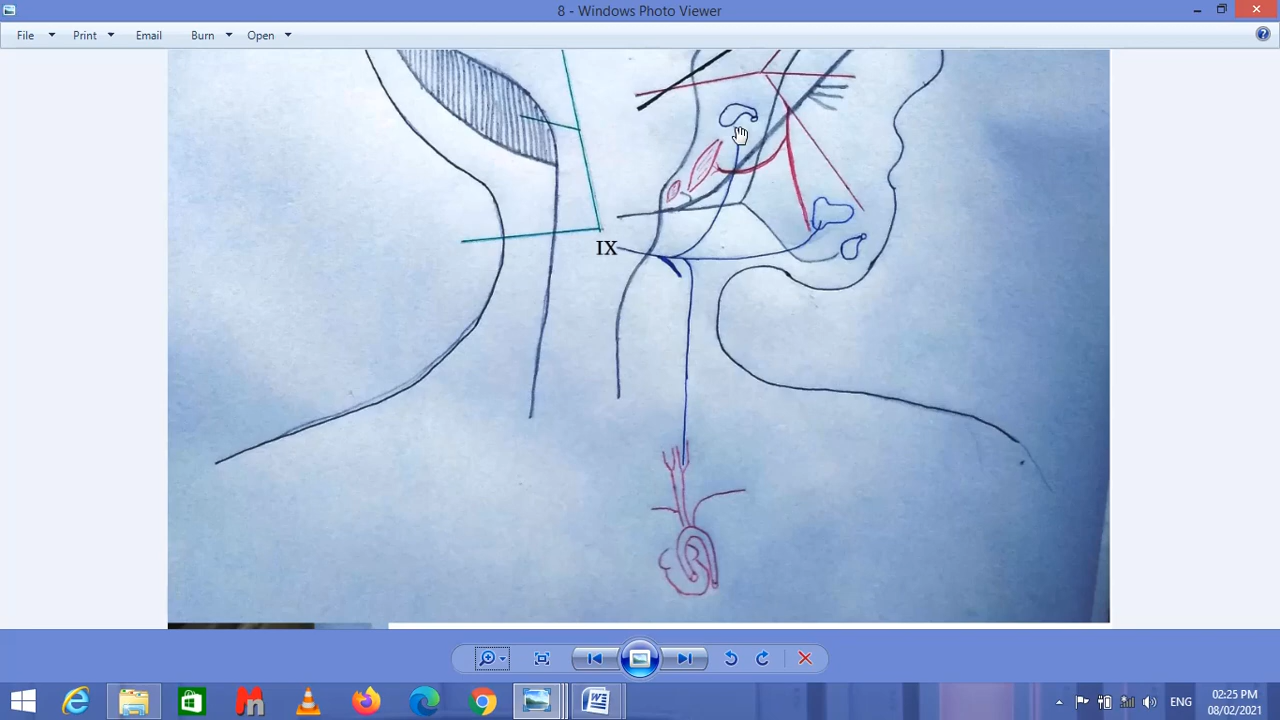 8 - Windows Photo Viewer
File Print Email Burn Open
IX
ENG
02:25 PM
08/02/2021